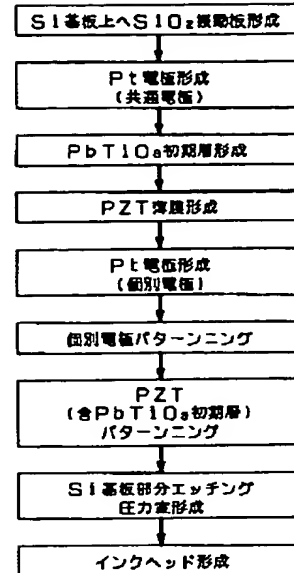 Si基板上へSiO₂振動板形成
Pt電極形成
(共通電極)
PbTiO₃初期層形成
PZT薄膜形成
Pt電極形成
(個別電極)
個別電極パターンニング
PZT
(含PbTiO₃初期層)
パターンニング
Si基板部分エッチング
圧力室形成
インクヘッド形成